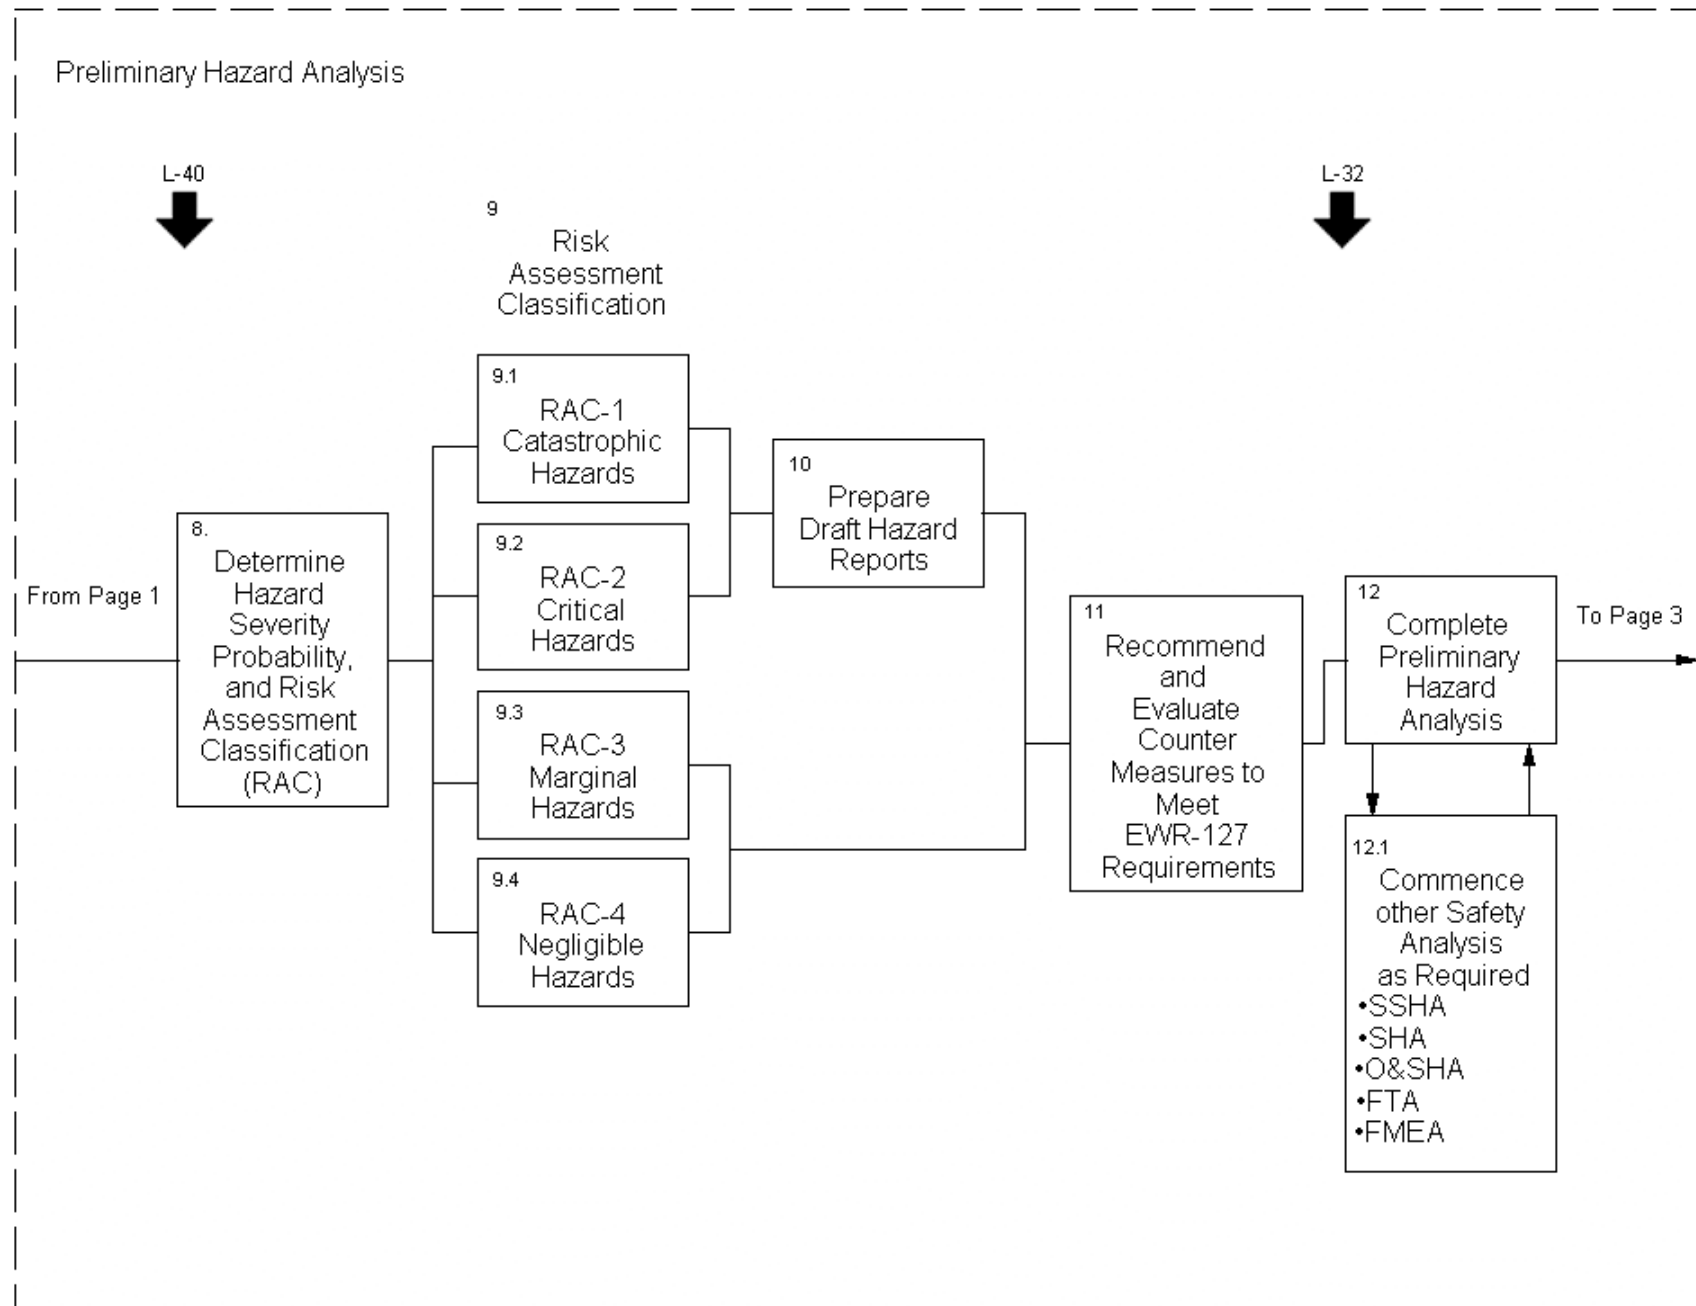 Preliminary Hazard Analysis
L-40
L-32
9
Risk
Assessment
Classification
From Page 1
8.
Determine
Hazard
Severity
Probability,
and Risk
Assessment
Classification
(RAC)
9.1
RAC-1
Catastrophic
Hazards
9.2
RAC-2
Critical
Hazards
9.3
RAC-3
Marginal
Hazards
9.4
RAC-4
Negligible
Hazards
10
Prepare
Draft Hazard
Reports
11
Recommend
and
Evaluate
Counter
Measures to
Meet
EWR-127
Requirements
12
Complete
Preliminary
Hazard
Analysis
To Page 3
12.1
Commence
other Safety
Analysis
as Required
•SSHA
•SHA
•O&SHA
•FTA
•FMEA